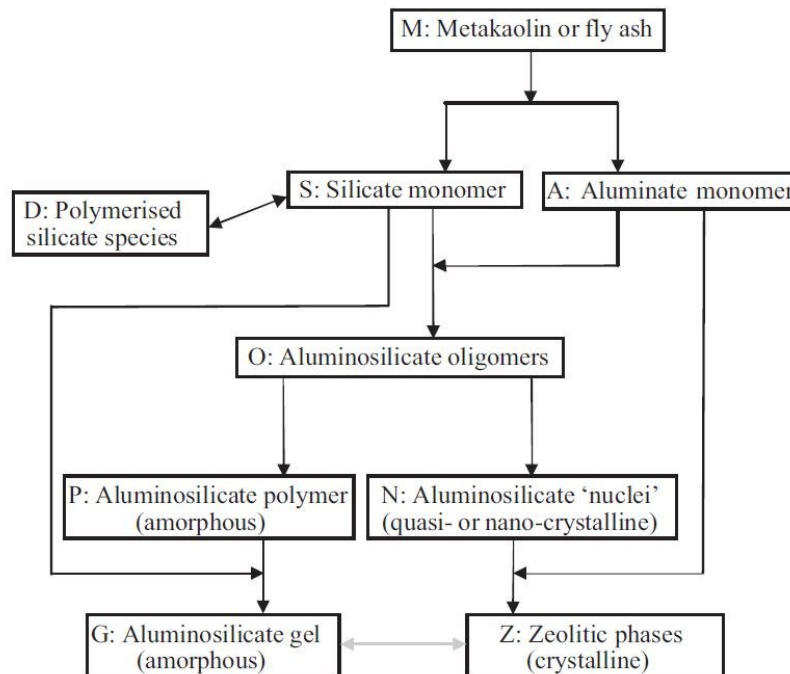 M: Metakaolin or fly ash
S: Silicate monomer
A: Aluminate monomer
D: Polymerised
silicate species
O: Aluminosilicate oligomers
P: Aluminosilicate polymer
(amorphous)
N: Aluminosilicate ‘nuclei’
(quasi- or nano-crystalline)
G: Aluminosilicate gel
(amorphous)
Z: Zeolitic phases
(crystalline)